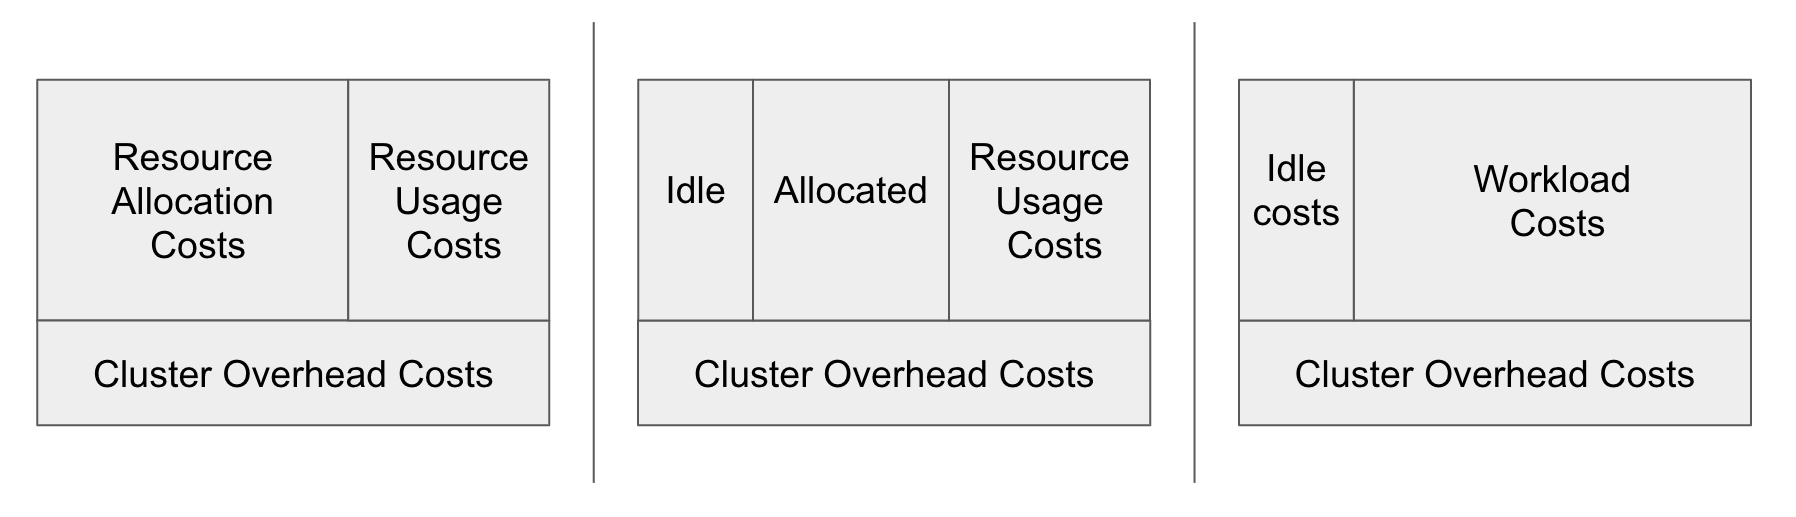 Resource
Allocation
Costs
Resource
Usage
Costs
Cluster Overhead Costs
Idle
Allocated
Resource
Usage
Costs
Cluster Overhead Costs
Idle
costs
Workload
Costs
Cluster Overhead Costs